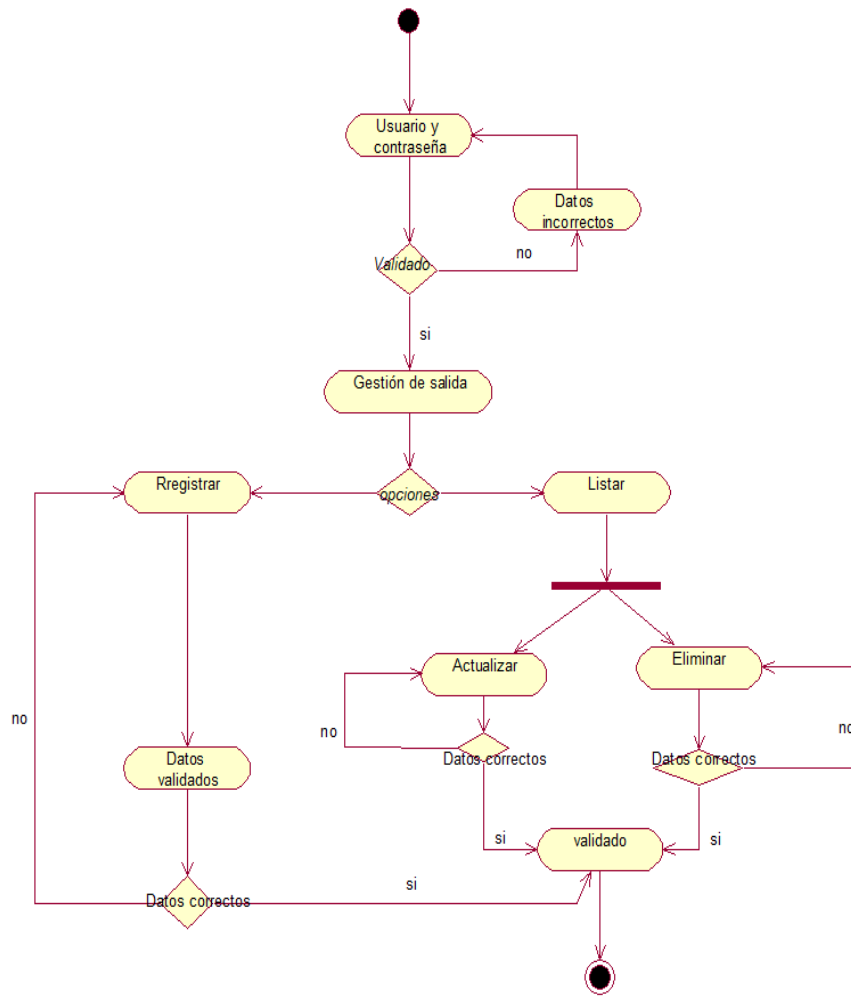 Usuario y
contraseña
Datos
incorrectos
Validado
no
si
Gestión de salida
Rregistrar
opciones
Listar
Actualizar
Eliminar
no
no
no
Datos
validados
Datos correctos
Datos correctos
validado
si
si
si
Datos correctos